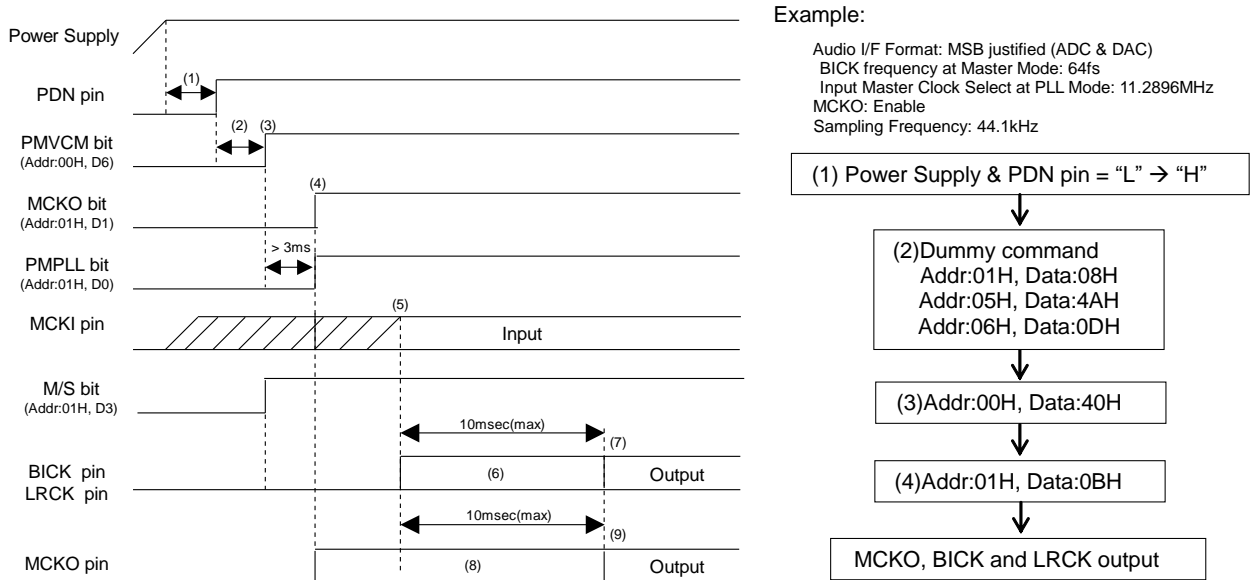 Power Supply
(1)
PDN pin
(2)
(3)
PMVCM bit
(Addr:00H, D6)
(4)
MCKO bit
(Addr:01H, D1)
> 3ms
PMPLL bit
(Addr:01H, D0)
(5)
MCKI pin
Input
M/S bit
(Addr:01H, D3)
10msec(max)
(7)
BICK pin
LRCK pin
(6)
Output
10msec(max)
(9)
MCKO pin
(8)
Output
Example:
Audio I/F Format: MSB justified (ADC & DAC)
BICK frequency at Master Mode: 64fs
Input Master Clock Select at PLL Mode: 11.2896MHz
MCKO: Enable
Sampling Frequency: 44.1kHz
(1) Power Supply & PDN pin = “L” → “H”
(2)Dummy command
Addr:01H, Data:08H
Addr:05H, Data:4AH
Addr:06H, Data:0DH
(3)Addr:00H, Data:40H
(4)Addr:01H, Data:0BH
MCKO, BICK and LRCK output